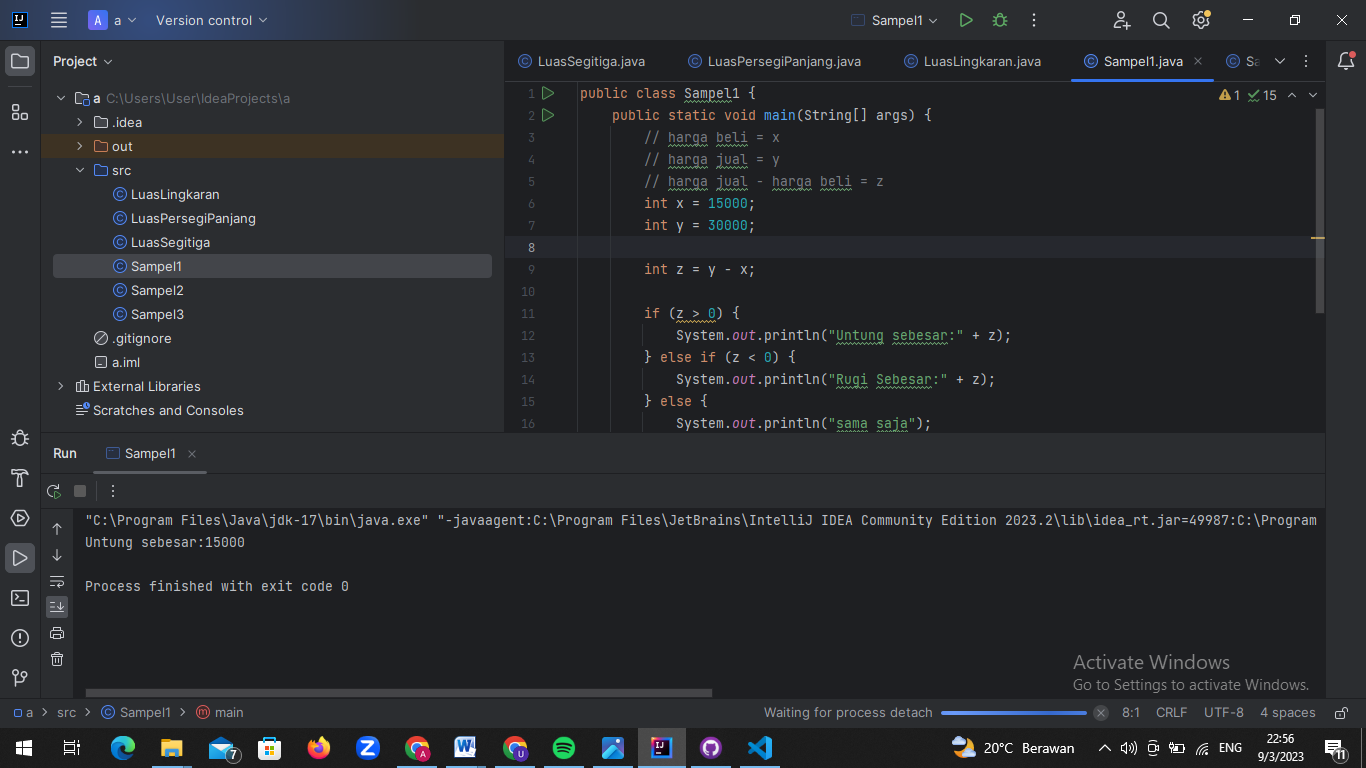 A a Version control Sampel1
Project
LuasSegitiga.java LuasPersegiPanjang.java LuasLingkaran.java Sampel1.java Sa
a C:\Users\User\IdeaProjects\a
.idea
out
src
LuasLingkaran
LuasPersegiPanjang
LuasSegitiga
Sampel1
Sampel2
Sampel3
.gitignore
a.iml
External Libraries
Scratches and Consoles
1 15
1 public class Sampel1 {
2 public static void main(String[] args) {
3 // harga beli = x
4 // harga jual = y
5 // harga jual - harga beli = z
6 int x = 15000;
7 int y = 30000;
8
9 int z = y - x;
10
11 if (z > 0) {
12 System.out.println("Untung sebesar:" + z);
13 } else if (z < 0) {
14 System.out.println("Rugi Sebesar:" + z);
15 } else {
16 System.out.println("sama saja");
Run Sampel1
"C:\Program Files\Java\jdk-17\bin\java.exe" "-javaagent:C:\Program Files\JetBrains\IntelliJ IDEA Community Edition 2023.2\lib\idea_rt.jar=49987:C:\Program
Untung sebesar:15000
Process finished with exit code 0
Activate Windows
Go to Settings to activate Windows.
a > src > Sampel1 > main Waiting for process detach 8:1 CRLF UTF-8 4 spaces
7 20°C Berawan ENG 22:56
9/3/2023 11